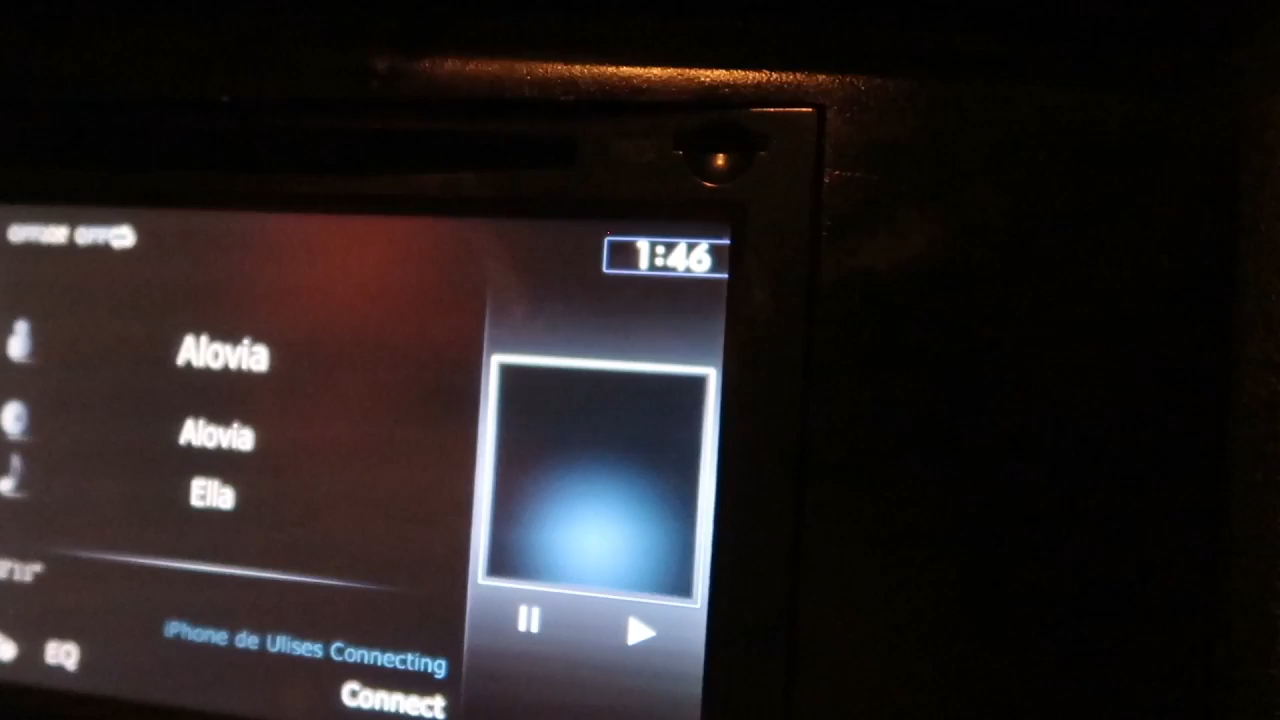 1:46
Alovia
Alovia
Ella
iPhone de Ulises Connecting
EQ
Connect